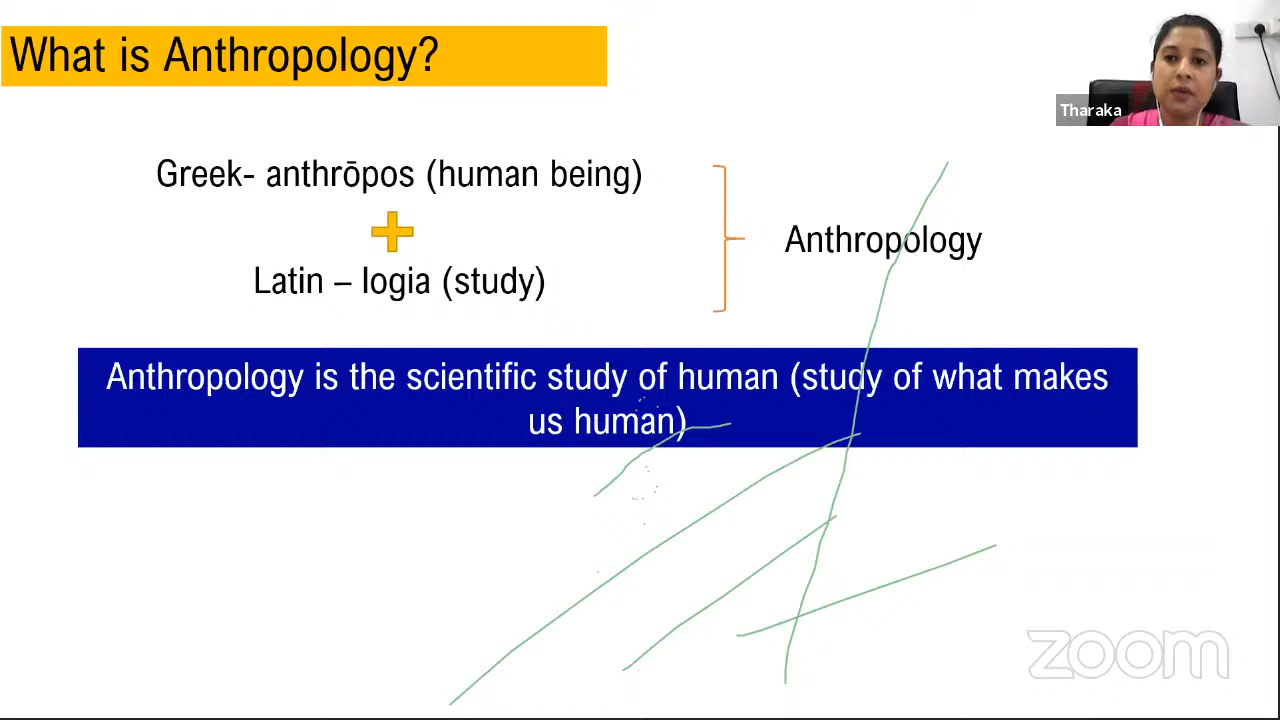 What is Anthropology?
Tharaka
Greek- anthrōpos (human being)
Latin – logia (study)
Anthropology
Anthropology is the scientific study of human (study of what makes
us human)
zoom